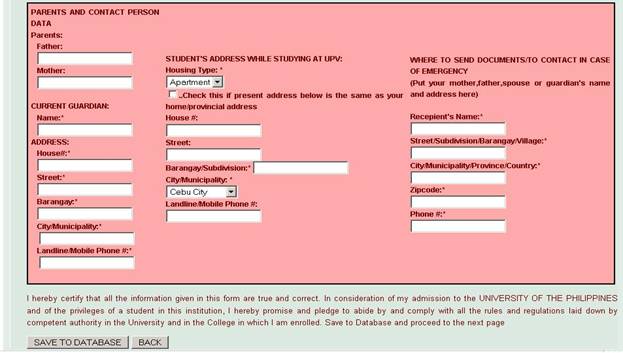 PARENTS AND CONTACT PERSON
DATA
Parents:
Father:
Mother:
CURRENT GUARDIAN:
Name:*
ADDRESS:
House#:*
Street:*
Barangay:*
City/Municipality:*
Landline/Mobile Phone #:*
STUDENT'S ADDRESS WHILE STUDYING AT UPV:
Housing Type: *
Apartment
..Check this if present address below is the same as your
home/provincial address
House #:
Street:
Barangay/Subdivision:*
City/Municipality: *
Cebu City
Landline/Mobile Phone #:
WHERE TO SEND DOCUMENTS/TO CONTACT IN CASE
OF EMERGENCY
(Put your mother,father,spouse or guardian's name
and address here)
Recepient's Name:*
Street/Subdivision/Barangay/Village:*
City/Municipality/Province/Country:*
Zipcode:*
Phone #:*
I hereby certify that all the information given in this form are true and correct. In consideration of my admission to the UNIVERSITY OF THE PHILIPPINES
and of the privileges of a student in this institution, I hereby promise and pledge to abide by and comply with all the rules and regulations laid down by
competent authority in the University and in the College in which I am enrolled. Save to Database and proceed to the next page
SAVE TO DATABASE BACK